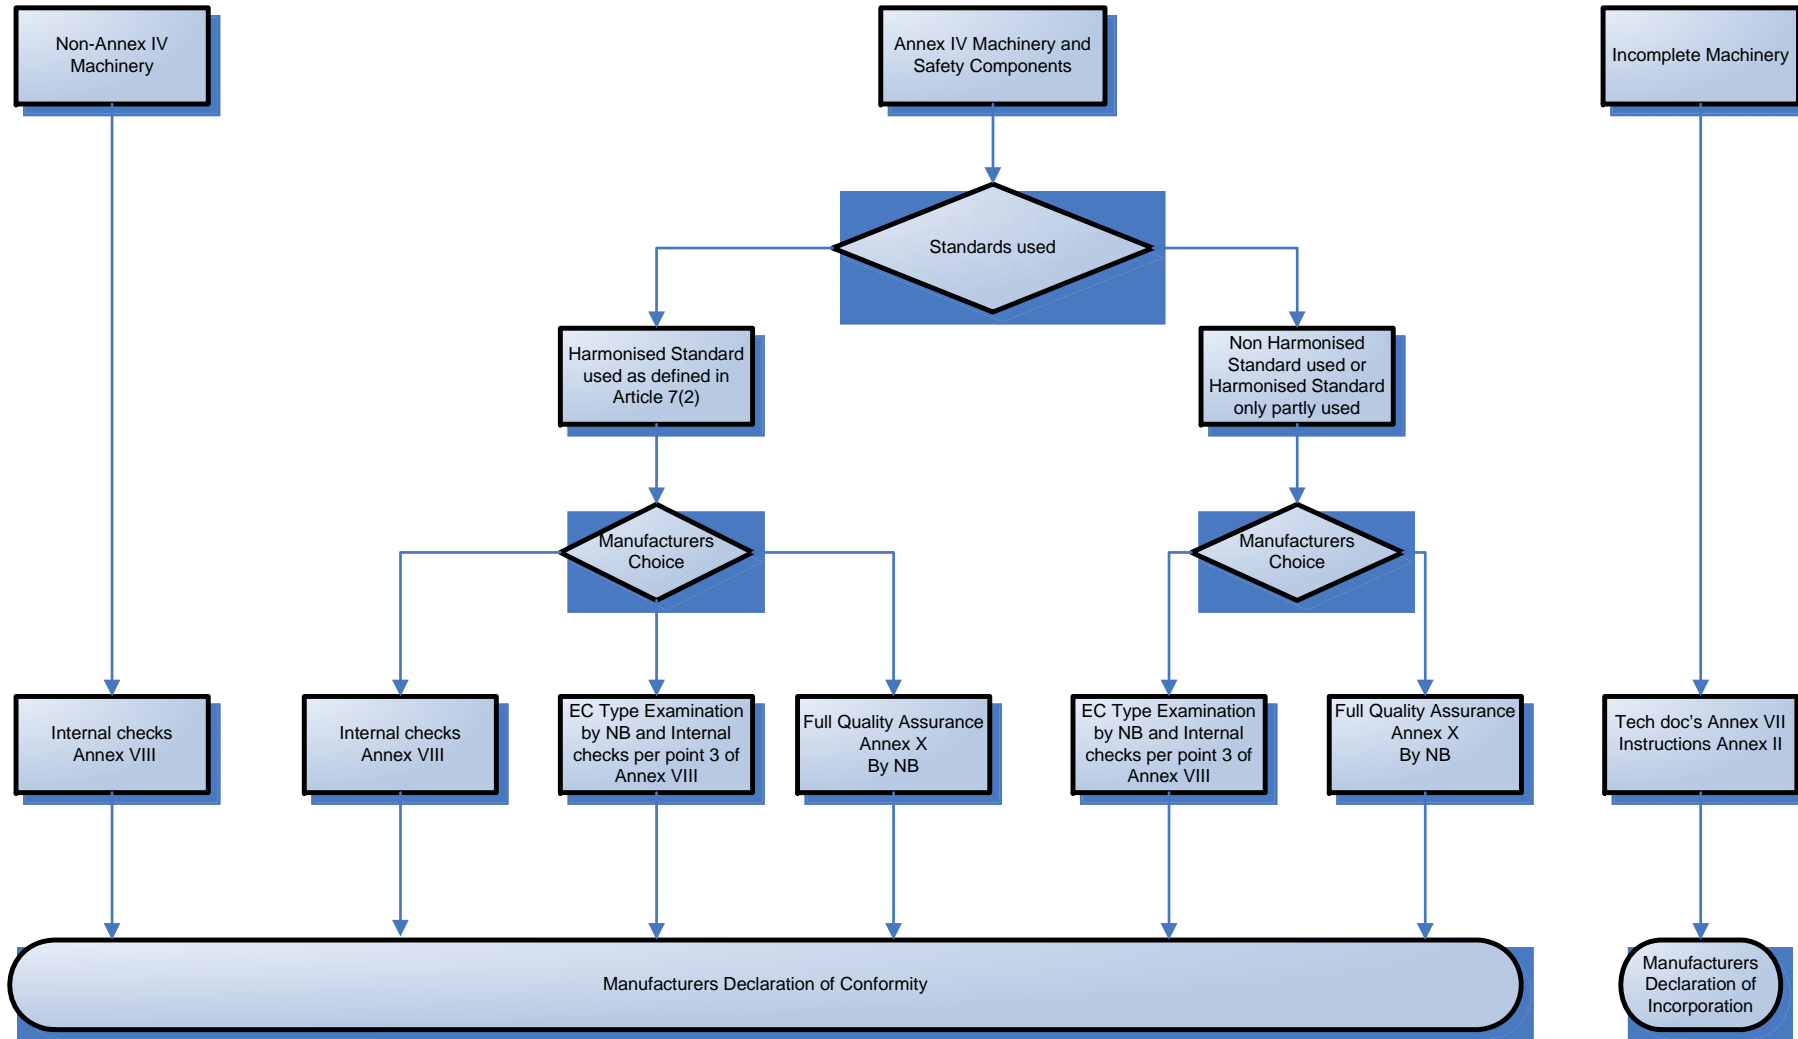 Non-Annex IV
Machinery
Annex IV Machinery and
Safety Components
Incomplete Machinery
Standards used
Harmonised Standard
used as defined in
Article 7(2)
Non Harmonised
Standard used or
Harmonised Standard
only partly used
Manufacturers
Choice
Manufacturers
Choice
Internal checks
Annex VIII
Internal checks
Annex VIII
EC Type Examination
by NB and Internal
checks per point 3 of
Annex VIII
Full Quality Assurance
Annex X
By NB
EC Type Examination
by NB and Internal
checks per point 3 of
Annex VIII
Full Quality Assurance
Annex X
By NB
Tech doc's Annex VII
Instructions Annex II
Manufacturers Declaration of Conformity
Manufacturers
Declaration of
Incorporation